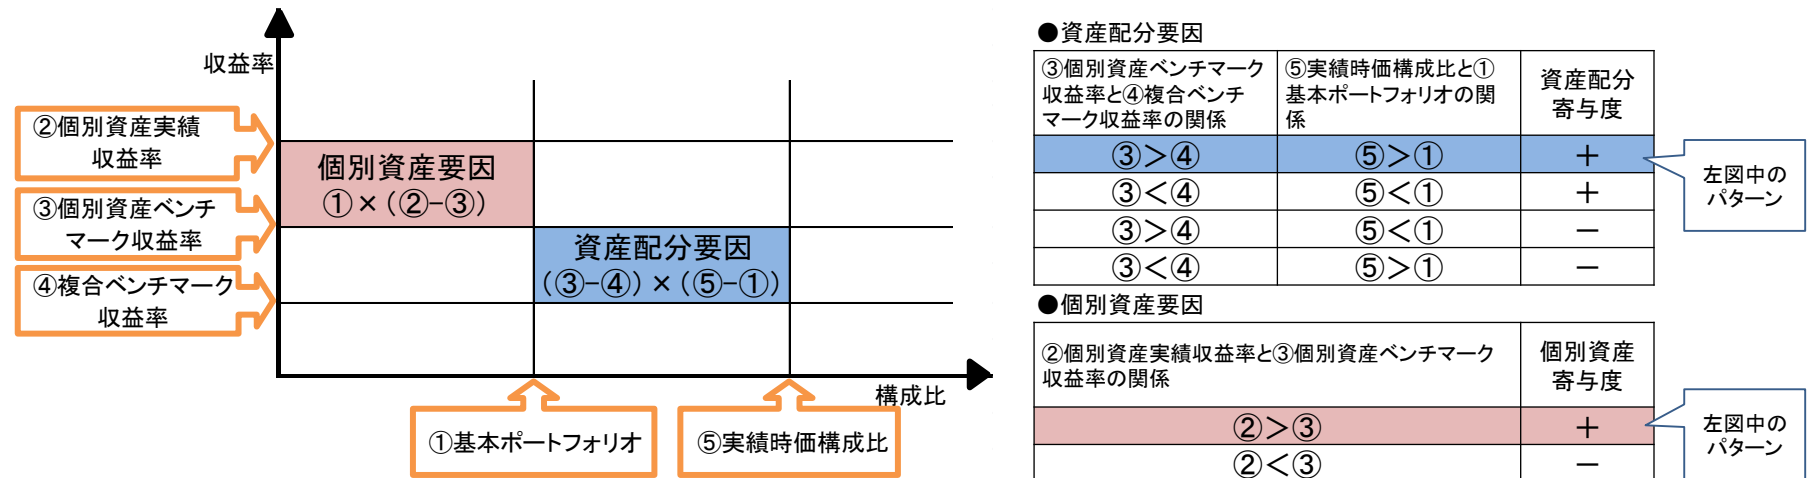 収益率
②個別資産実績
収益率
③個別資産ベンチ
マーク収益率
④複合ベンチマーク
収益率
個別資産要因
①×(②-③)
資産配分要因
(③-④)×(⑤-①)
構成比
①基本ポートフォリオ
⑤実績時価構成比
●資産配分要因
③個別資産ベンチマーク
収益率と④複合ベンチ
マーク収益率の関係
⑤実績時価構成比と①
基本ポートフォリオの関
係
資産配分
寄与度
③>④ ⑤>① +
③<④ ⑤<① +
③>④ ⑤<① -
③<④ ⑤>① -
左図中の
パターン
●個別資産要因
②個別資産実績収益率と③個別資産ベンチマーク
収益率の関係
個別資産
寄与度
②>③ +
②<③ -
左図中の
パターン